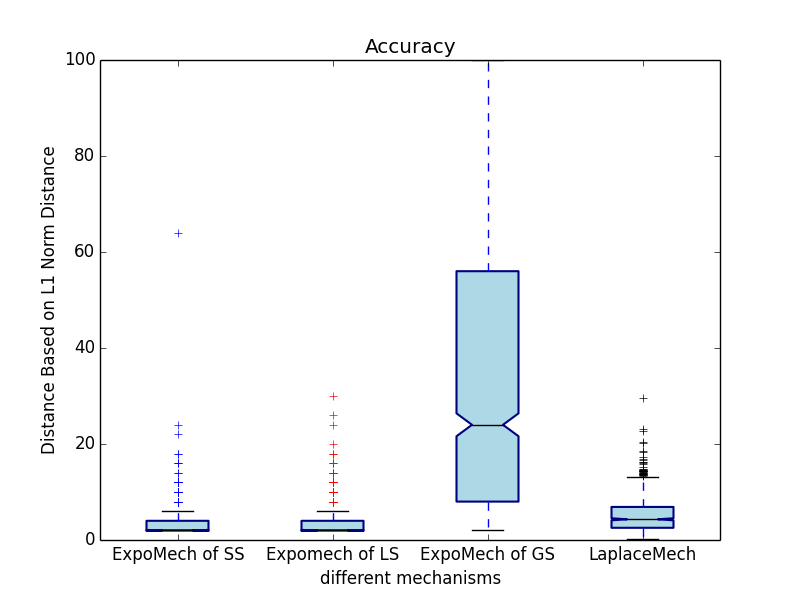 Accuracy
Distance Based on L1 Norm Distance
100
80
60
40
20
0
ExpoMech of SS
Expomech of LS
ExpoMech of GS
LaplaceMech
different mechanisms